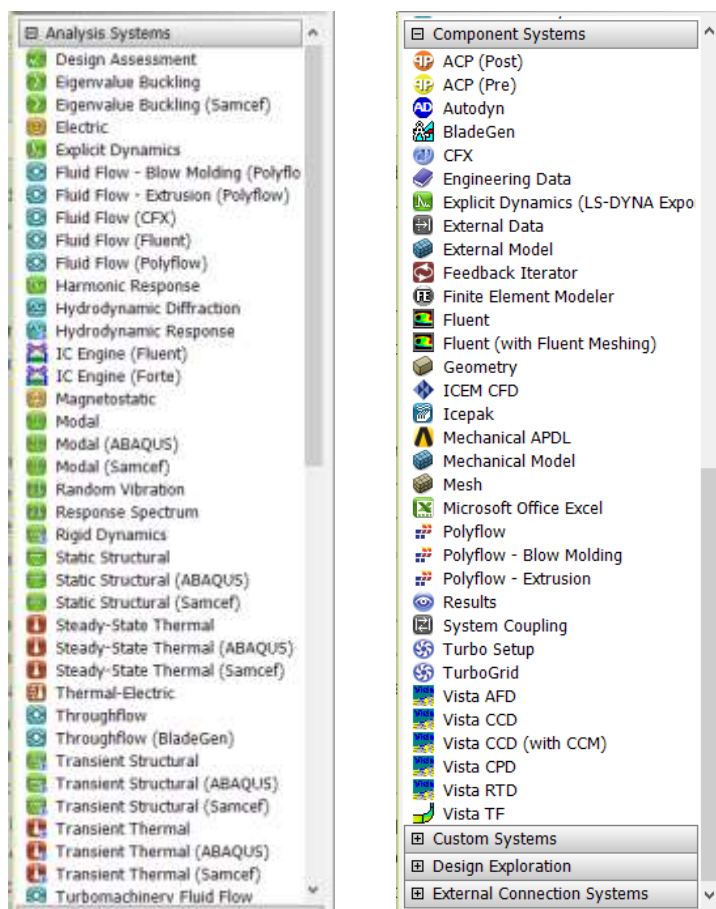 Analysis Systems
Design Assessment
Eigenvalue Buckling
Eigenvalue Buckling (Samcef)
Electric
Explicit Dynamics
Fluid Flow - Blow Molding (Polyflo
Fluid Flow - Extrusion (Polyflow)
Fluid Flow (CFX)
Fluid Flow (Fluent)
Fluid Flow (Polyflow)
Harmonic Response
Hydrodynamic Diffraction
Hydrodynamic Response
IC Engine (Fluent)
IC Engine (Forte)
Magnetostatic
Modal
Modal (ABAQUS)
Modal (Samcef)
Random Vibration
Response Spectrum
Rigid Dynamics
Static Structural
Static Structural (ABAQUS)
Static Structural (Samcef)
Steady-State Thermal
Steady-State Thermal (ABAQUS)
Steady-State Thermal (Samcef)
Thermal-Electric
Throughflow
Throughflow (BladeGen)
Transient Structural
Transient Structural (ABAQUS)
Transient Structural (Samcef)
Transient Thermal
Transient Thermal (ABAQUS)
Transient Thermal (Samcef)
Turbomachinery Fluid Flow
Component Systems
ACP (Post)
ACP (Pre)
Autodyn
BladeGen
CFX
Engineering Data
Explicit Dynamics (LS-DYNA Expo
External Data
External Model
Feedback Iterator
Finite Element Modeler
Fluent
Fluent (with Fluent Meshing)
Geometry
ICEM CFD
Icepak
Mechanical APDL
Mechanical Model
Mesh
Microsoft Office Excel
Polyflow
Polyflow - Blow Molding
Polyflow - Extrusion
Results
System Coupling
Turbo Setup
TurboGrid
Vista AFD
Vista CCD
Vista CCD (with CCM)
Vista CPD
Vista RTD
Vista TF
Custom Systems
Design Exploration
External Connection Systems